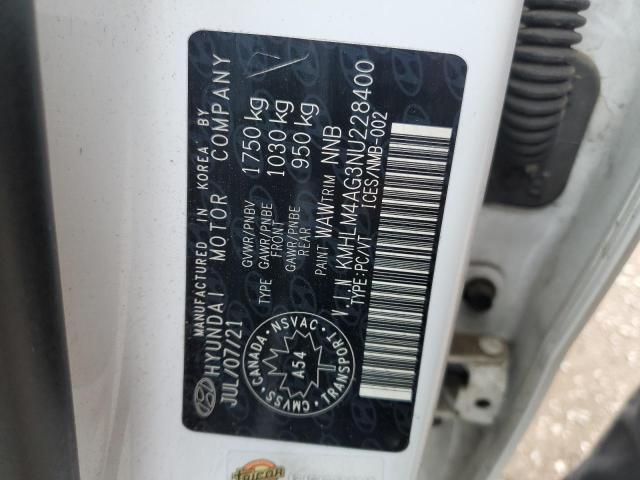 MANUFACTURED IN KOREA BY
HYUNDAI MOTOR COMPANY
JUL/07/21
GVWR/PNBV 1750 kg
TYPE GAWR/PNBE FRONT 1030 kg
GAWR/PNBE REAR 950 kg
PAINT WAW TRIM NNB
V.I.N KMHLM4AG3NU228400
TYPE:PC/VT ICES/NMB-002
CANADA·NSVAC·
CMVSS·TRANSPORT
A54
TRICOR